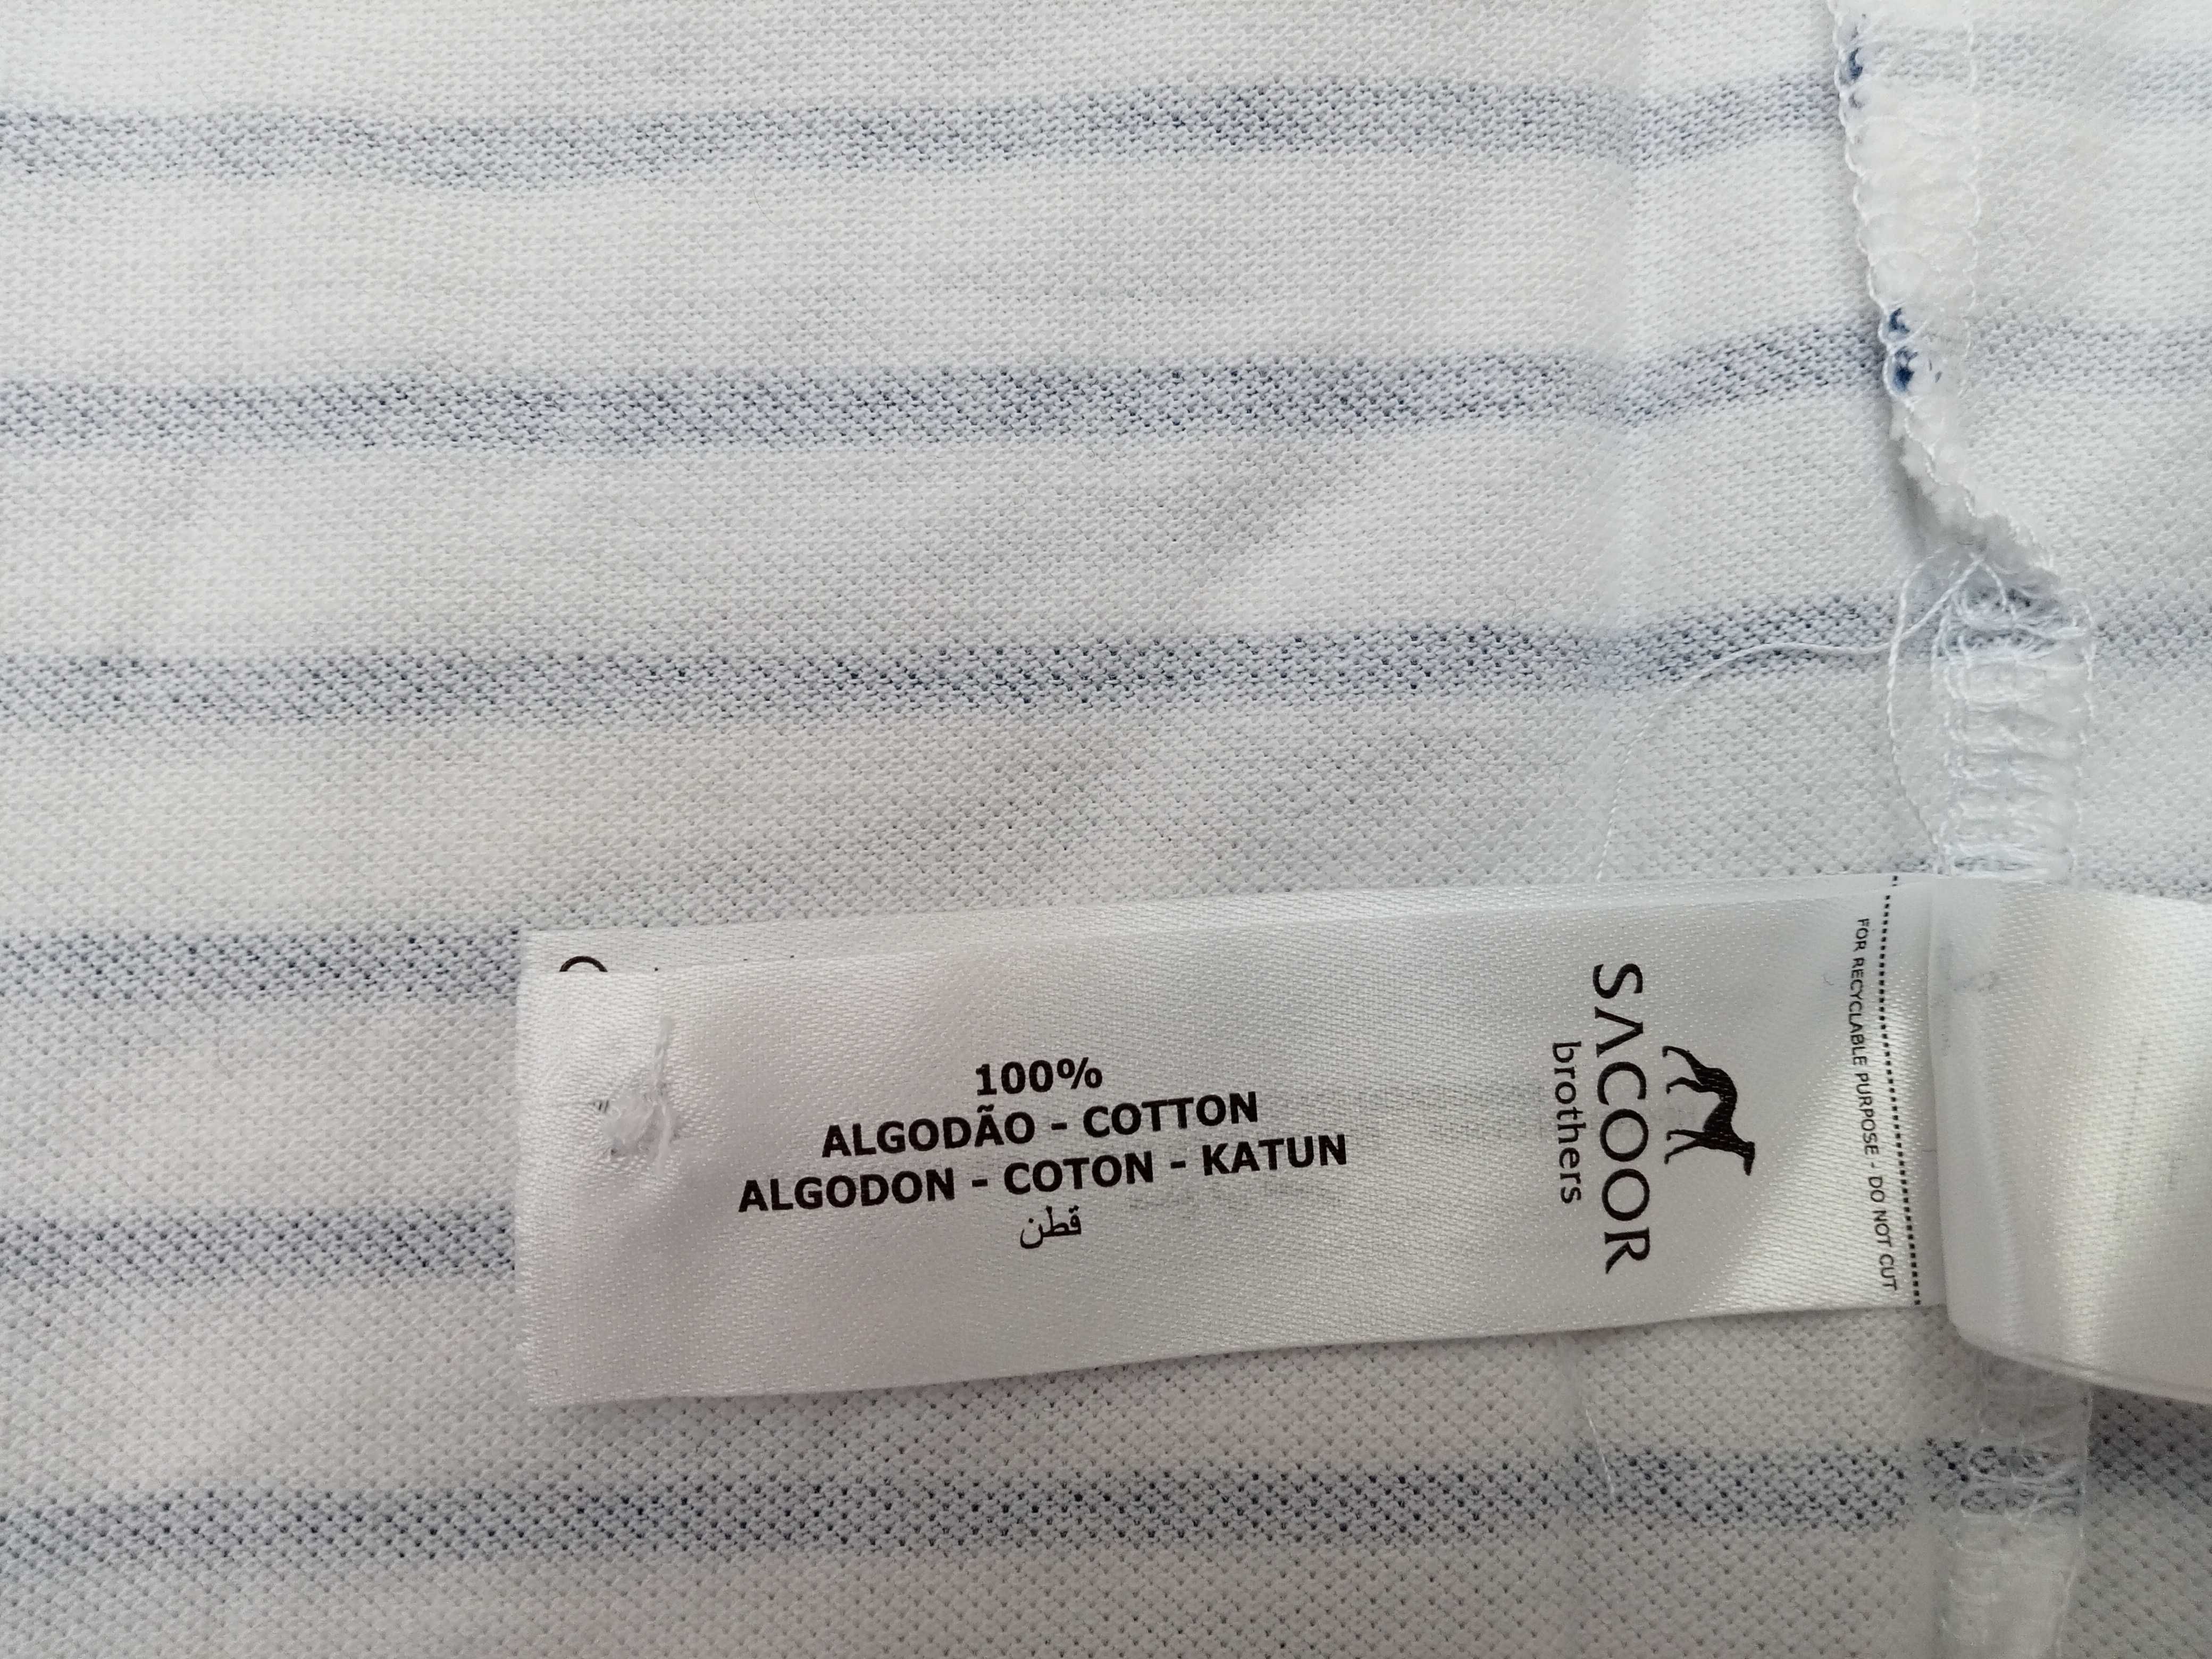 100%
ALGODÃO - COTTON
ALGODON - COTON - KATUN
قطن
SACOOR
brothers
FOR RECYCLABLE PURPOSE - DO NOT CUT